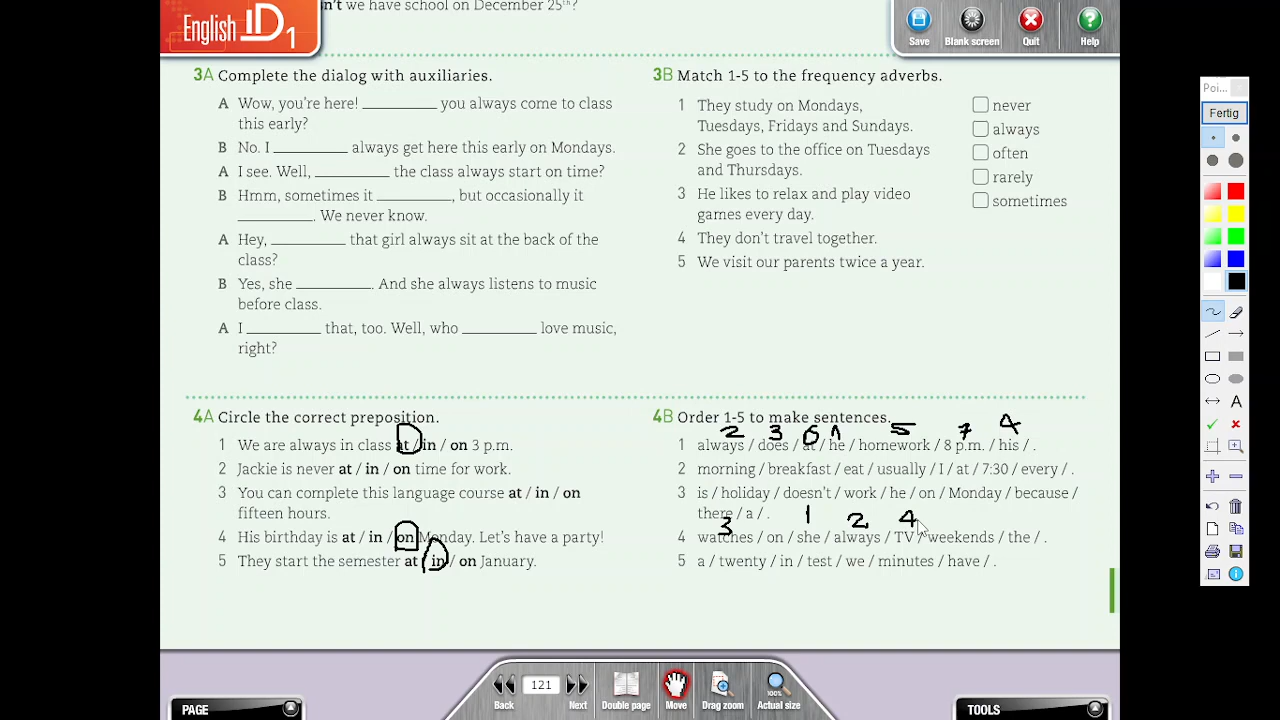 n't we have school on December 25th?
English ID 1
Save Blank screen Quit Help
3A Complete the dialog with auxiliaries.
A Wow, you're here! __________ you always come to class
this early?
B No. I __________ always get here this early on Mondays.
A I see. Well, __________ the class always start on time?
B Hmm, sometimes it __________, but occasionally it
__________. We never know.
A Hey, __________ that girl always sit at the back of the
class?
B Yes, she __________. And she always listens to music
before class.
A I __________ that, too. Well, who __________ love music,
right?
3B Match 1-5 to the frequency adverbs.
1 They study on Mondays,
Tuesdays, Fridays and Sundays.
2 She goes to the office on Tuesdays
and Thursdays.
3 He likes to relax and play video
games every day.
4 They don't travel together.
5 We visit our parents twice a year.
never
always
often
rarely
sometimes
4A Circle the correct preposition.
1 We are always in class at / in / on 3 p.m.
2 Jackie is never at / in / on time for work.
3 You can complete this language course at / in / on
fifteen hours.
4 His birthday is at / in / on Monday. Let's have a party!
5 They start the semester at / in / on January.
4B Order 1-5 to make sentences.
2 3 6 1 5 7 4
1 always / does / at / he / homework / 8 p.m. / his / .
2 morning / breakfast / eat / usually / I / at / 7:30 / every / .
3 is / holiday / doesn't / work / he / on / Monday / because /
there / a / .
3 1 2 4
4 watches / on / she / always / TV / weekends / the / .
5 a / twenty / in / test / we / minutes / have / .
Poi...
Fertig
A
100%
121
Back Next Double page Move Drag zoom Actual size
PAGE
TOOLS